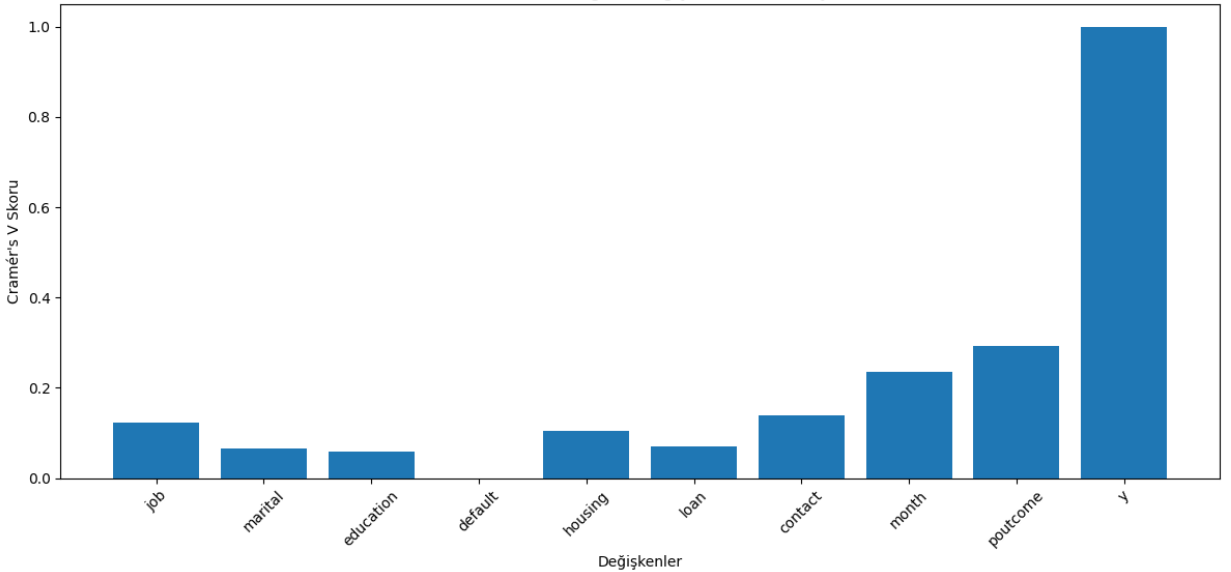 1.0
0.8
0.6
0.4
0.2
0.0
Cramér's V Skoru
job
marital
education
default
housing
loan
contact
month
poutcome
y
Değişkenler